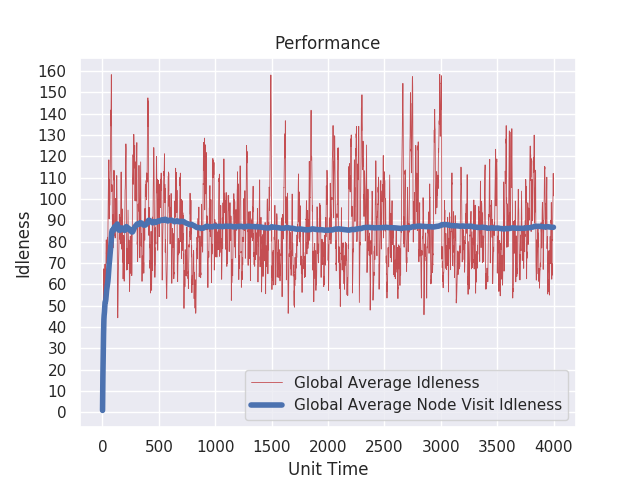 Performance
160
150
140
130
120
110
100
90
80
70
60
50
40
30
20
10
0
Idleness
Global Average Idleness
Global Average Node Visit Idleness
0 500 1000 1500 2000 2500 3000 3500 4000
Unit Time